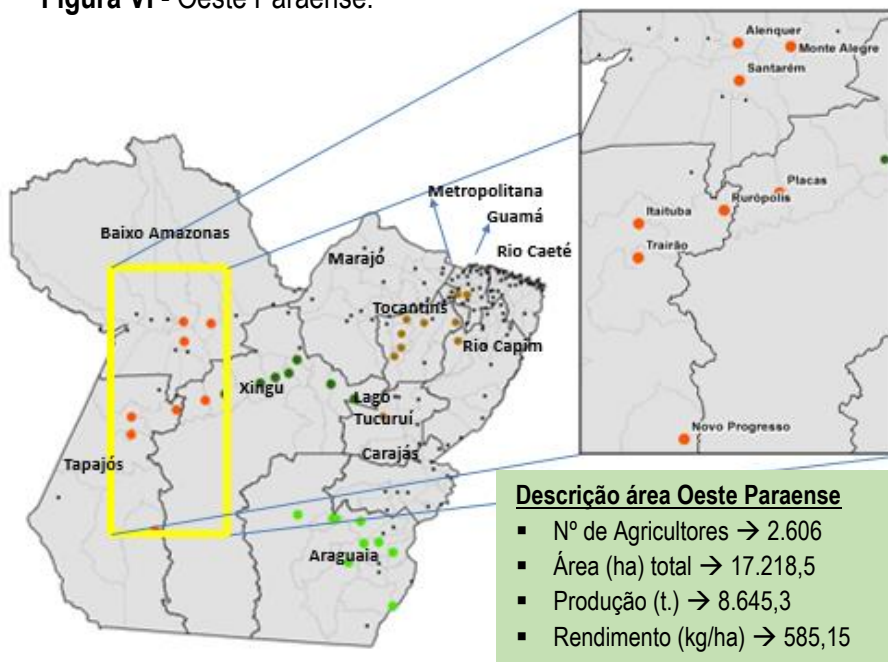 Figura VI - Oeste Paraense.
Alenquer
Monte Alegre
Santarém
Placas
Rurópolis
Itaituba
Trairão
Novo Progresso
Metropolitana
Guamá
Rio Caeté
Baixo Amazonas
Marajó
Tocantins
Rio Capim
Xingu
Lago
Tucuruí
Carajás
Tapajós
Araguaia
Descrição área Oeste Paraense
▪ Nº de Agricultores → 2.606
▪ Área (ha) total → 17.218,5
▪ Produção (t.) → 8.645,3
▪ Rendimento (kg/ha) → 585,15